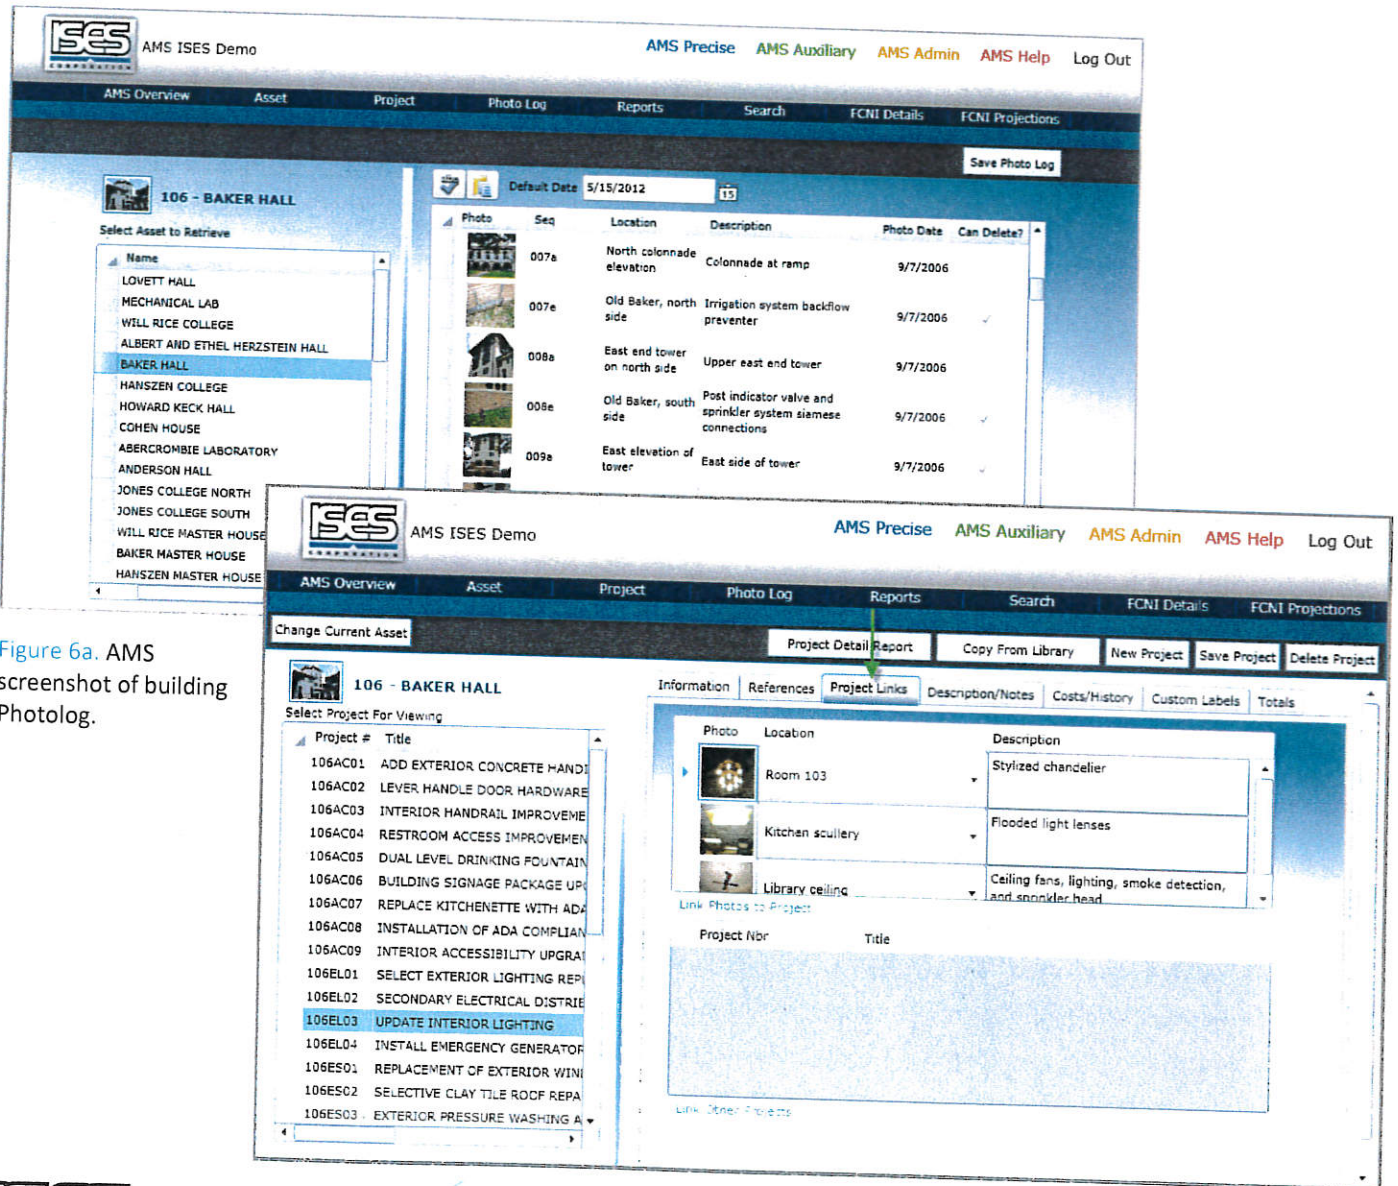 ISES
CORPORATION
AMS ISES Demo
AMS Precise AMS Auxiliary AMS Admin AMS Help Log Out
AMS Overview Asset Project Photo Log Reports Search FCNI Details FCNI Projections
Save Photo Log
106 - BAKER HALL
Default Date 5/15/2012
15
Select Asset to Retrieve
Name
LOVETT HALL
MECHANICAL LAB
WILL RICE COLLEGE
ALBERT AND ETHEL HERZSTEIN HALL
BAKER HALL
HANSZEN COLLEGE
HOWARD KECK HALL
COHEN HOUSE
ABERCROMBIE LABORATORY
ANDERSON HALL
JONES COLLEGE NORTH
JONES COLLEGE SOUTH
WILL RICE MASTER HOUSE
BAKER MASTER HOUSE
HANSZEN MASTER HOUSE
Photo Seq Location Description Photo Date Can Delete?
007a North colonnade elevation Colonnade at ramp 9/7/2006
007e Old Baker, north side Irrigation system backflow preventer 9/7/2006
008a East end tower on north side Upper east end tower 9/7/2006
008e Old Baker, south side Post indicator valve and sprinkler system siamese connections 9/7/2006
009a East elevation of tower East side of tower 9/7/2006
Figure 6a. AMS
screenshot of building
Photolog.
ISES
CORPORATION
AMS ISES Demo
AMS Precise AMS Auxiliary AMS Admin AMS Help Log Out
AMS Overview Asset Project Photo Log Reports Search FCNI Details FCNI Projections
Change Current Asset
Project Detail Report Copy From Library New Project Save Project Delete Project
106 - BAKER HALL
Select Project For Viewing
Project # Title
106AC01 ADD EXTERIOR CONCRETE HANDI
106AC02 LEVER HANDLE DOOR HARDWARE
106AC03 INTERIOR HANDRAIL IMPROVEME
106AC04 RESTROOM ACCESS IMPROVEMEN
106AC05 DUAL LEVEL DRINKING FOUNTAIN
106AC06 BUILDING SIGNAGE PACKAGE UP
106AC07 REPLACE KITCHENETTE WITH ADA
106AC08 INSTALLATION OF ADA COMPLIAN
106AC09 INTERIOR ACCESSIBILITY UPGRA
106EL01 SELECT EXTERIOR LIGHTING REPL
106EL02 SECONDARY ELECTRICAL DISTRIE
106EL03 UPDATE INTERIOR LIGHTING
106EL04 INSTALL EMERGENCY GENERATOR
106ES01 REPLACEMENT OF EXTERIOR WIN
106ES02 SELECTIVE CLAY TILE ROOF REPA
106ES03 EXTERIOR PRESSURE WASHING A
Information References Project Links Description/Notes Costs/History Custom Labels Totals
Photo Location Description
Room 103 Stylized chandelier
Kitchen scullery Flooded light lenses
Library ceiling Ceiling fans, lighting, smoke detection, and sprinkler head
Link Photos to Project
Project Nbr Title
Link Other Projects